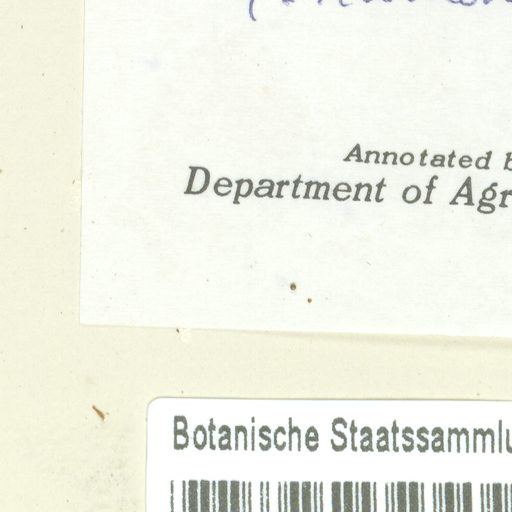 Annotated b
Department of Agr
Botanische Staatssammlu